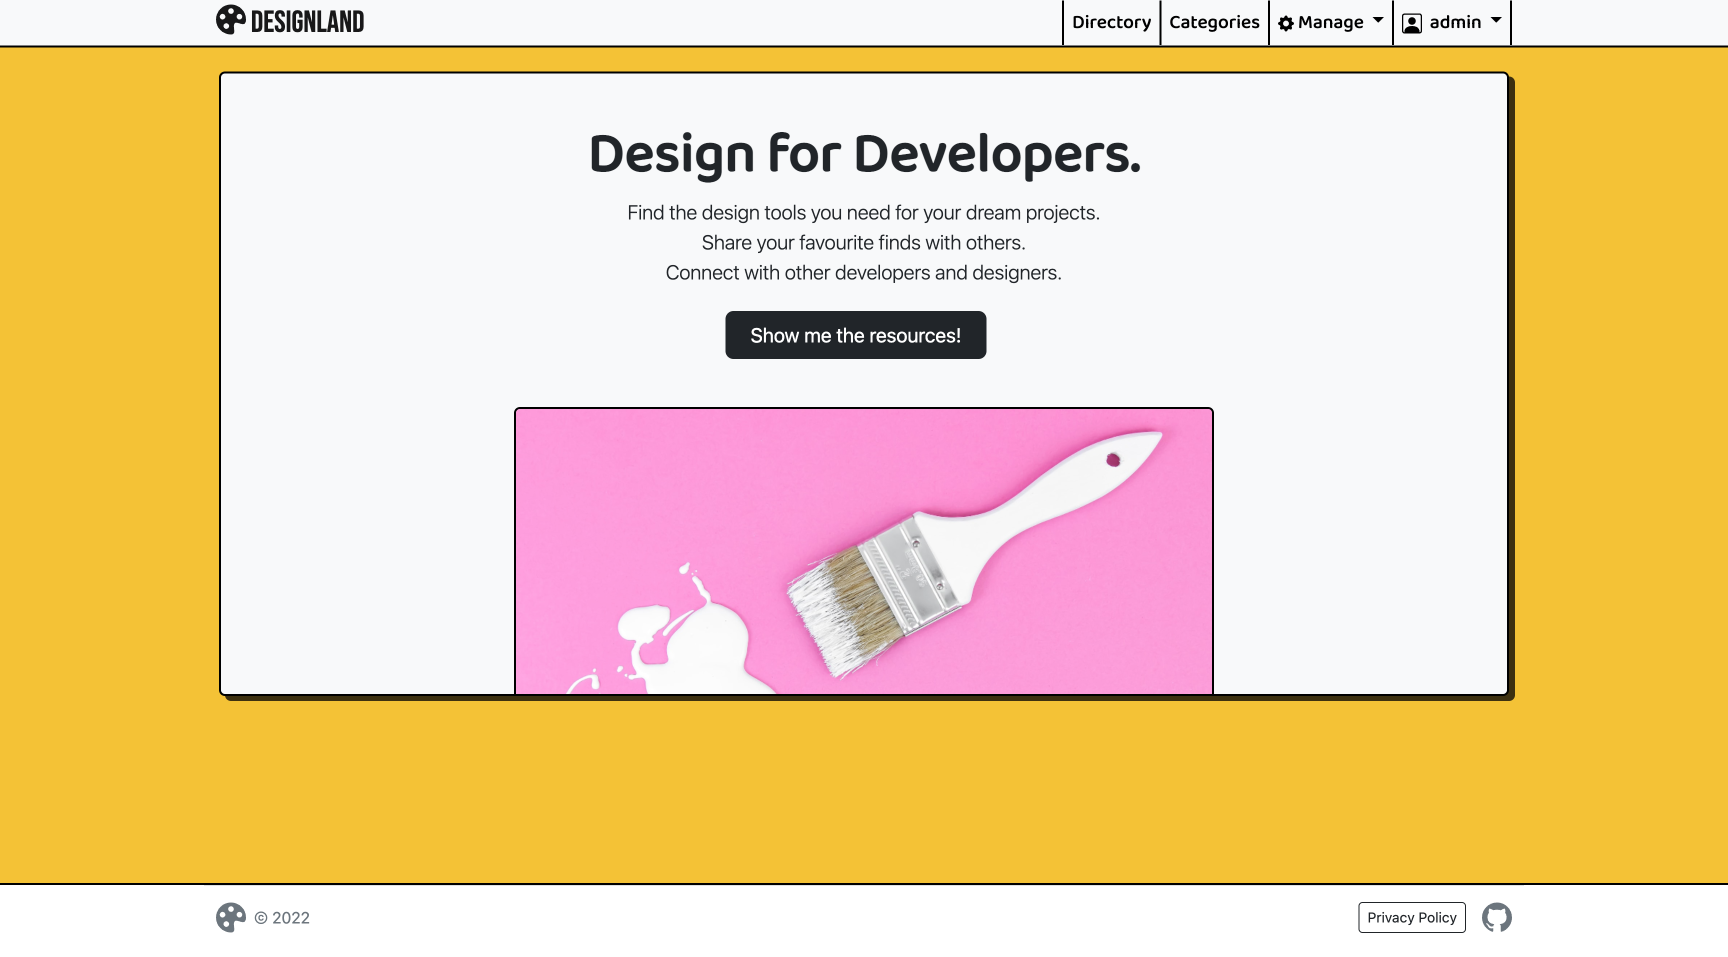 DESIGNLAND
Directory
Categories
Manage
admin
Design for Developers.
Find the design tools you need for your dream projects.
Share your favourite finds with others.
Connect with other developers and designers.
Show me the resources!
© 2022
Privacy Policy